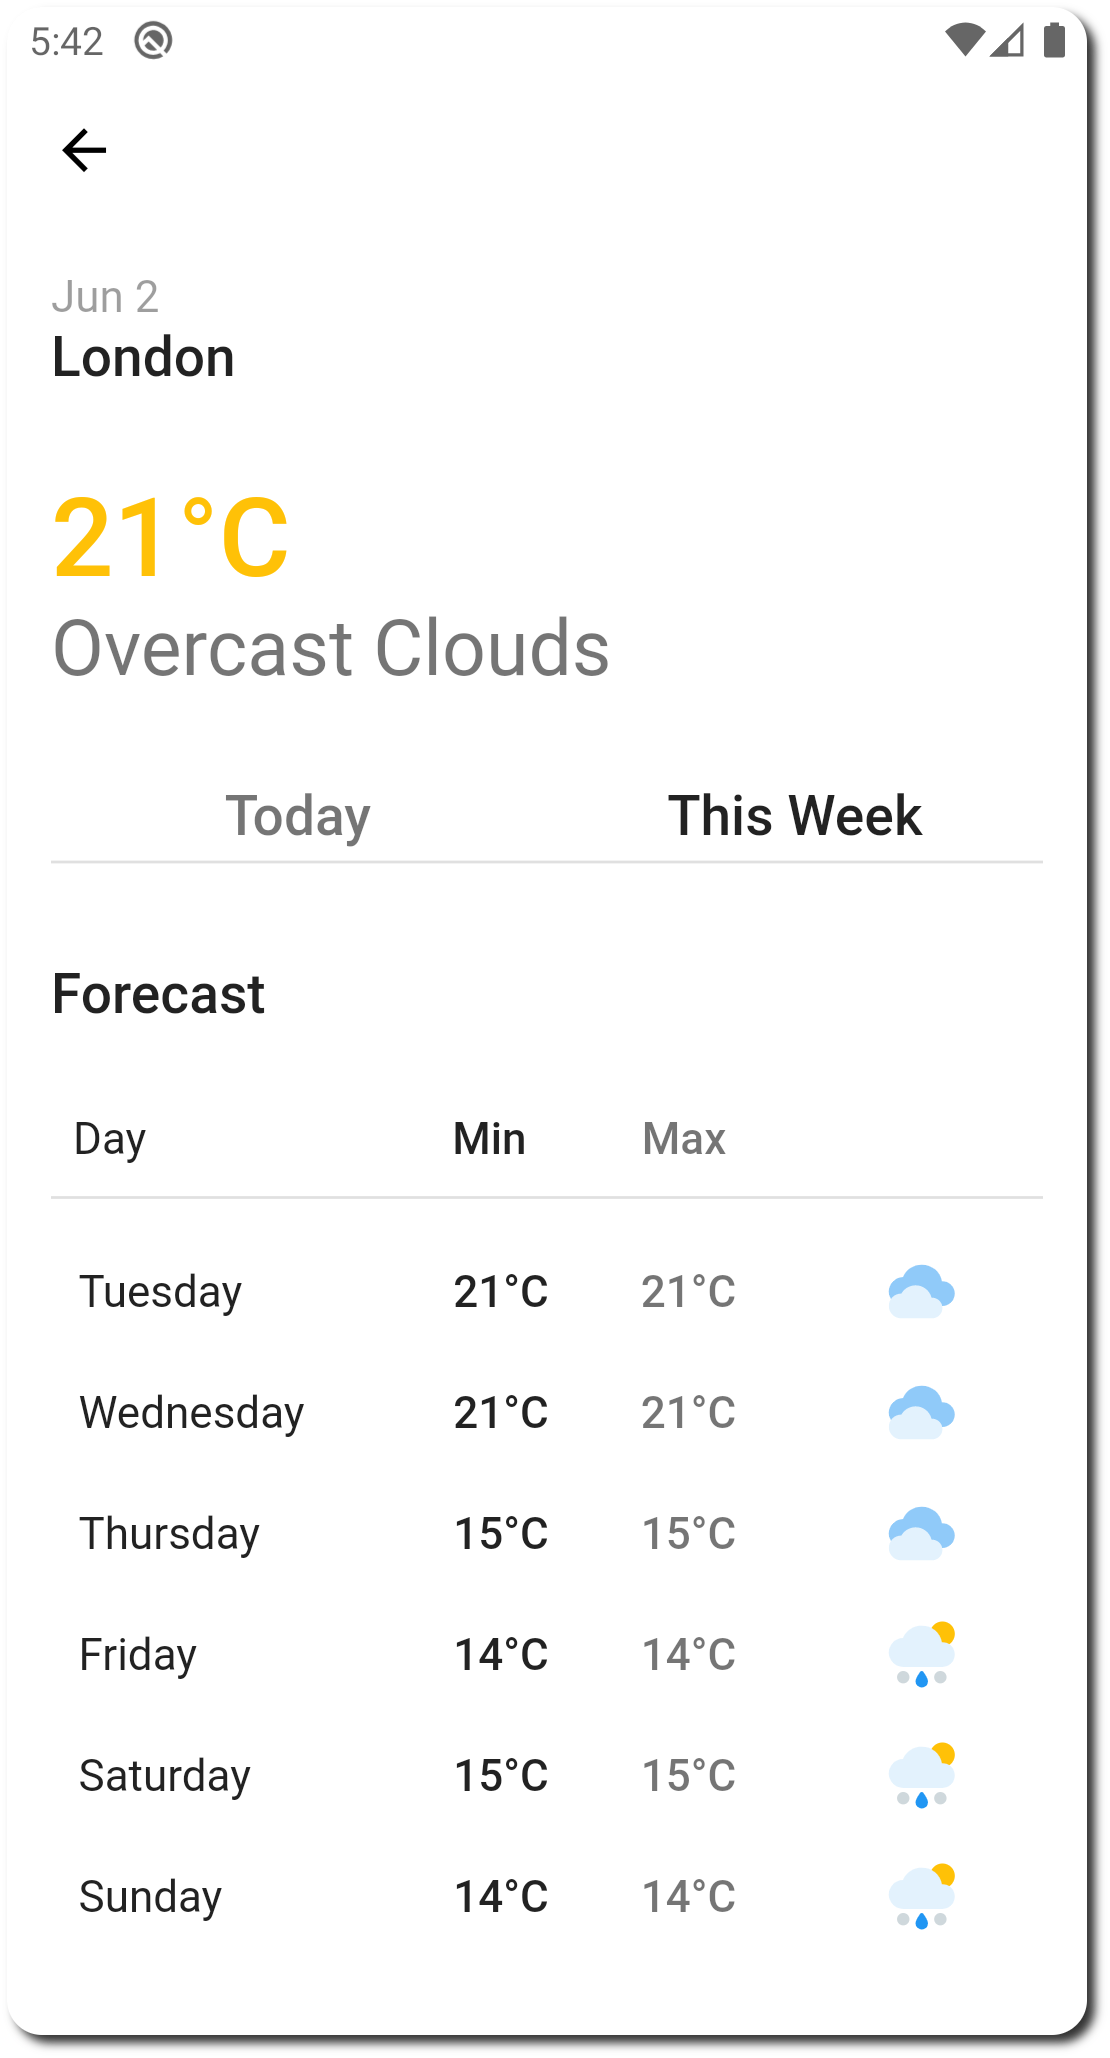 5:42
Jun 2
London
21°C
Overcast Clouds
Today This Week
Forecast
Day Min Max
Tuesday 21°C 21°C
Wednesday 21°C 21°C
Thursday 15°C 15°C
Friday 14°C 14°C
Saturday 15°C 15°C
Sunday 14°C 14°C